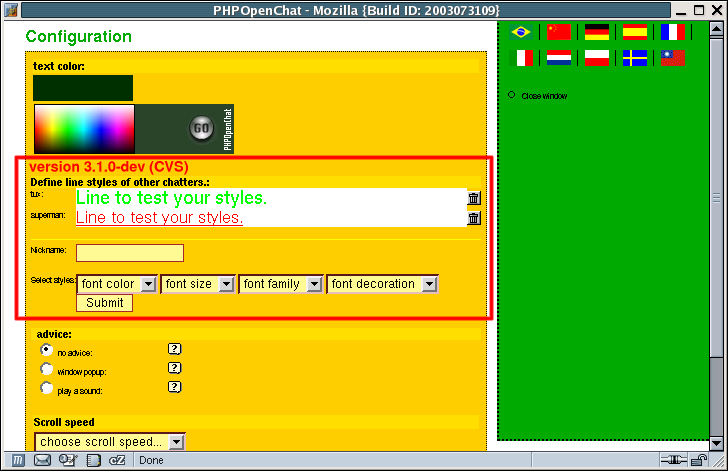 PHPOpenChat - Mozilla {Build ID: 2003073109}
Configuration
text color:
GO
PHPOpenChat
version 3.1.0-dev (CVS)
Define line styles of other chatters.:
tux: Line to test your styles.
superman: Line to test your styles.
Nickname:
Select styles: font color font size font family font decoration
Submit
advice:
no advice: ?
window popup: ?
play a sound: ?
Scroll speed
choose scroll speed...
Close window
Done